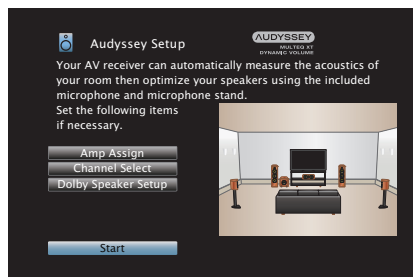 Audyssey Setup
AUDYSSEY
MULTEQ XT
DYNAMIC VOLUME
Your AV receiver can automatically measure the acoustics of
your room then optimize your speakers using the included
microphone and microphone stand.
Set the following items
if necessary.
Amp Assign
Channel Select
Dolby Speaker Setup
Start